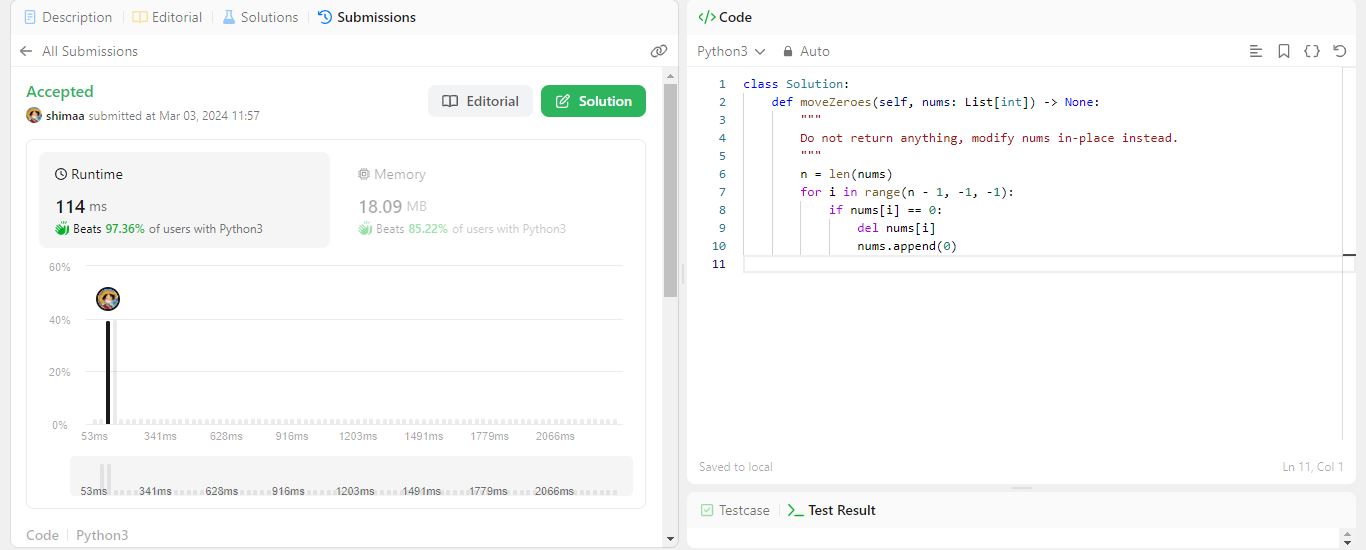 Description Editorial Solutions Submissions
All Submissions
Accepted
shimaa submitted at Mar 03, 2024 11:57
Editorial
Solution
Runtime
114 ms
Beats 97.36% of users with Python3
Memory
18.09 MB
Beats 85.22% of users with Python3
60%
40%
20%
0%
53ms 341ms 628ms 916ms 1203ms 1491ms 1779ms 2066ms
53ms 341ms 628ms 916ms 1203ms 1491ms 1779ms 2066ms
Code Python3
</> Code
Python3 Auto
1 class Solution:
2 def moveZeroes(self, nums: List[int]) -> None:
3 """
4 Do not return anything, modify nums in-place instead.
5 """
6 n = len(nums)
7 for i in range(n - 1, -1, -1):
8 if nums[i] == 0:
9 del nums[i]
10 nums.append(0)
11
Saved to local
Ln 11, Col 1
Testcase Test Result